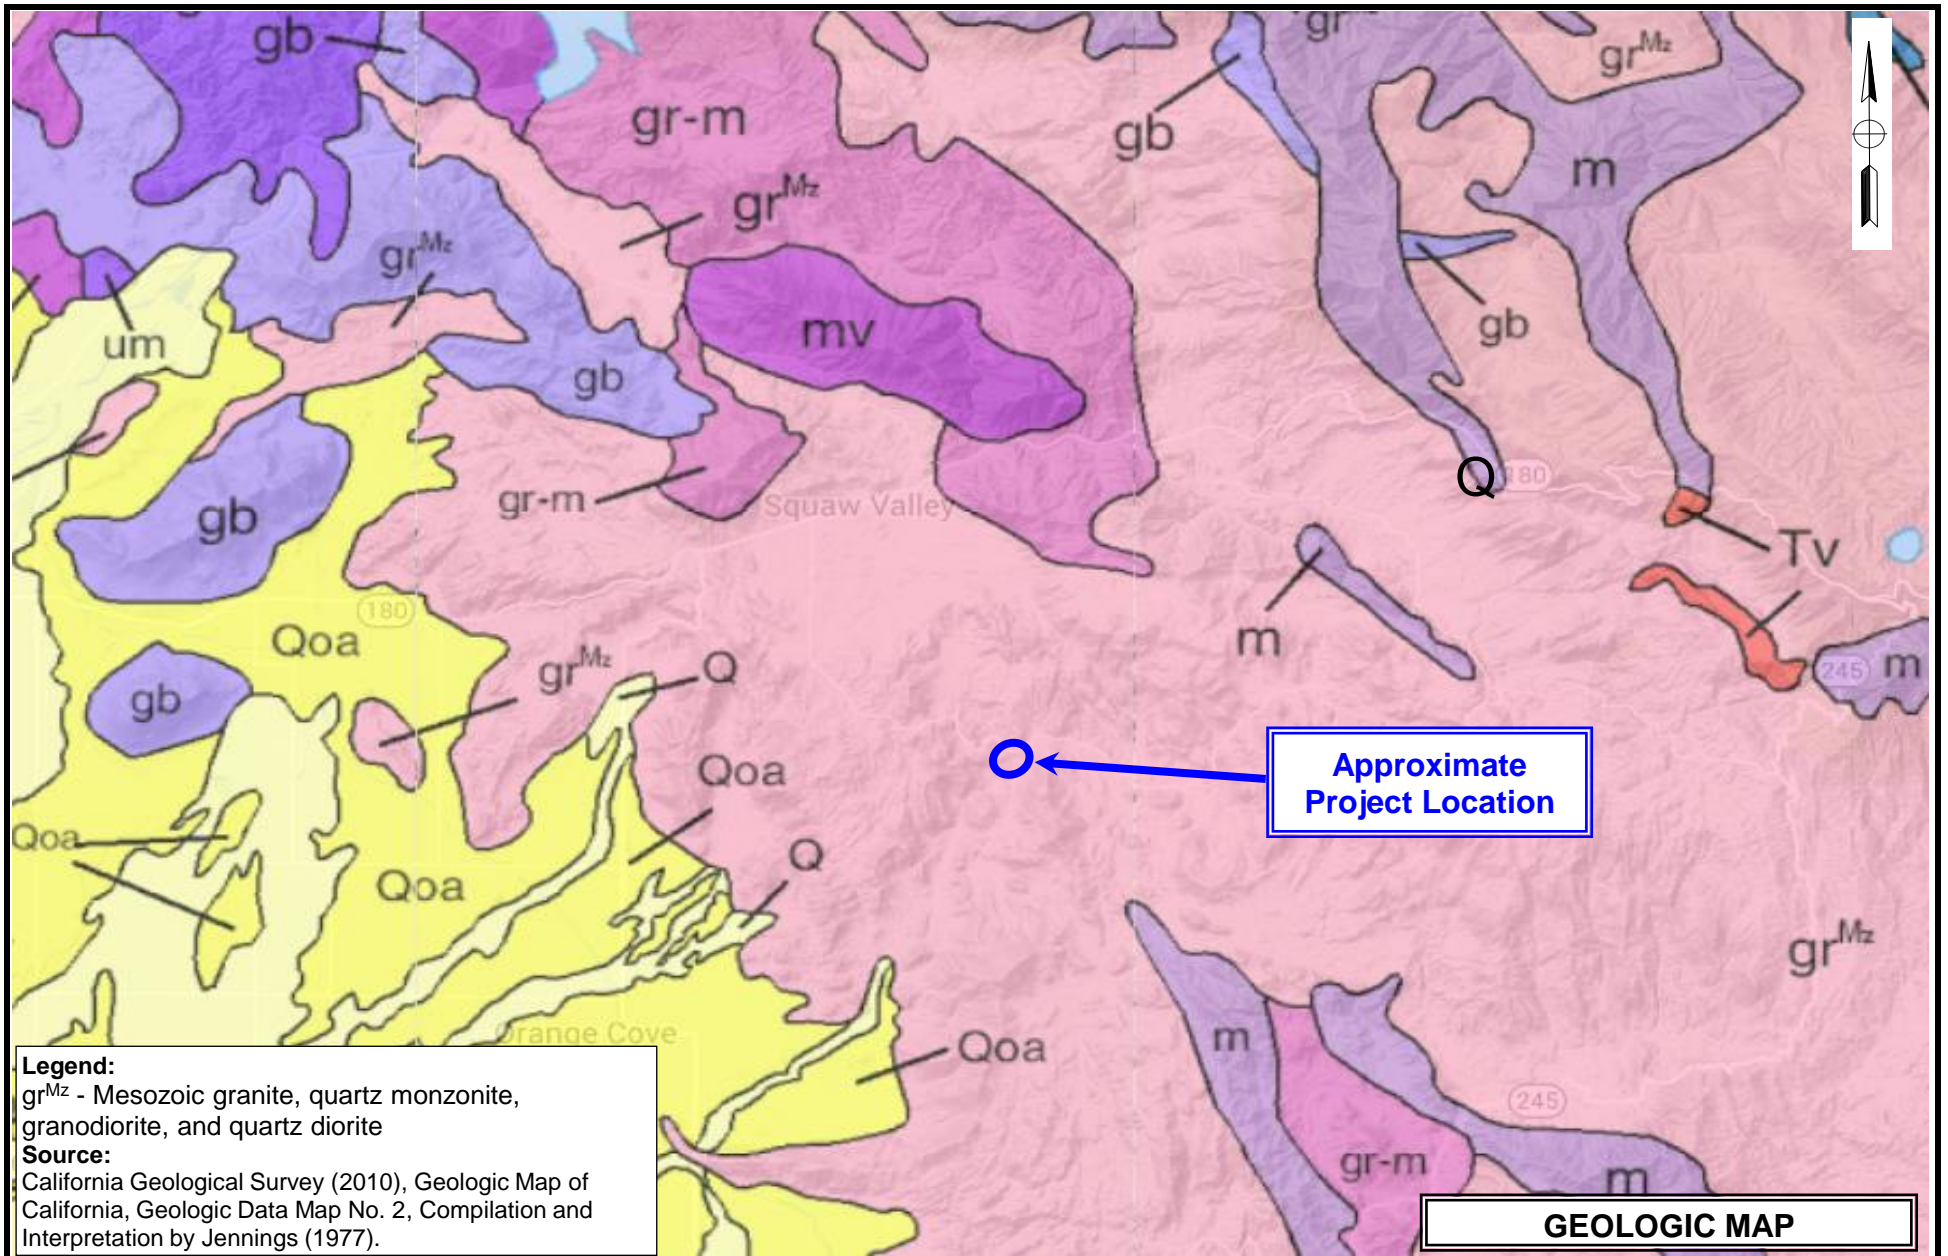 gb
gr
gr^Mz
gr-m
gb
m
gr^Mz
gr^Mz
um
mv
gb
gb
gr-m
Squaw Valley
Q
180
gb
Tv
180
Qoa
m
gr^Mz
Q
245
m
gb
Qoa
Approximate
Project Location
Qoa
Q
Qoa
gr^Mz
Orange Cove
Qoa
m
245
gr-m
m
Legend:
gr^Mz - Mesozoic granite, quartz monzonite,
granodiorite, and quartz diorite
Source:
California Geological Survey (2010), Geologic Map of
California, Geologic Data Map No. 2, Compilation and
Interpretation by Jennings (1977).
GEOLOGIC MAP